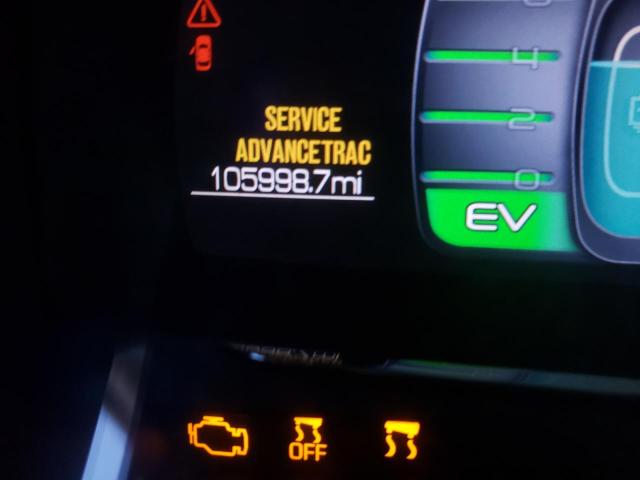 SERVICE
ADVANCETRAC
105998.7mi
4
2
0
EV
OFF